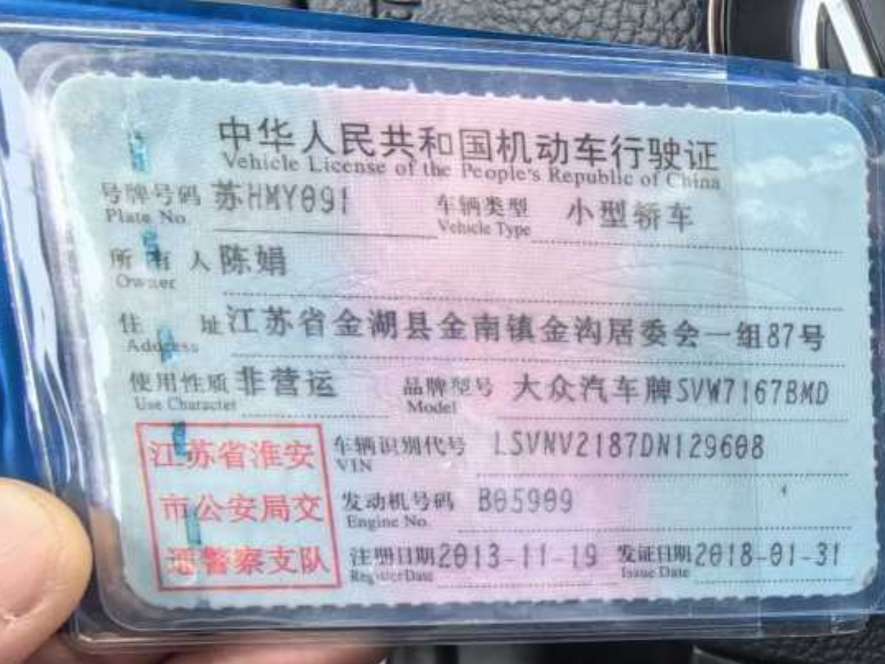 中华人民共和国机动车行驶证
Vehicle License of the People's Republic of China
号牌号码 苏HMY091 车辆类型 小型轿车
Plate No. Vehicle Type
所有人 陈娟
Owner
住址 江苏省金湖县金南镇金沟居委会一组87号
Address
使用性质 非营运 品牌型号 大众汽车牌SVW7167BMD
Use Character Model
江苏省淮安
市公安局交
通警察支队
车辆识别代号 LSVNV2187DN129608
VIN
发动机号码 B05909
Engine No.
注册日期 2013-11-19 发证日期 2018-01-31
Register Date Issue Date